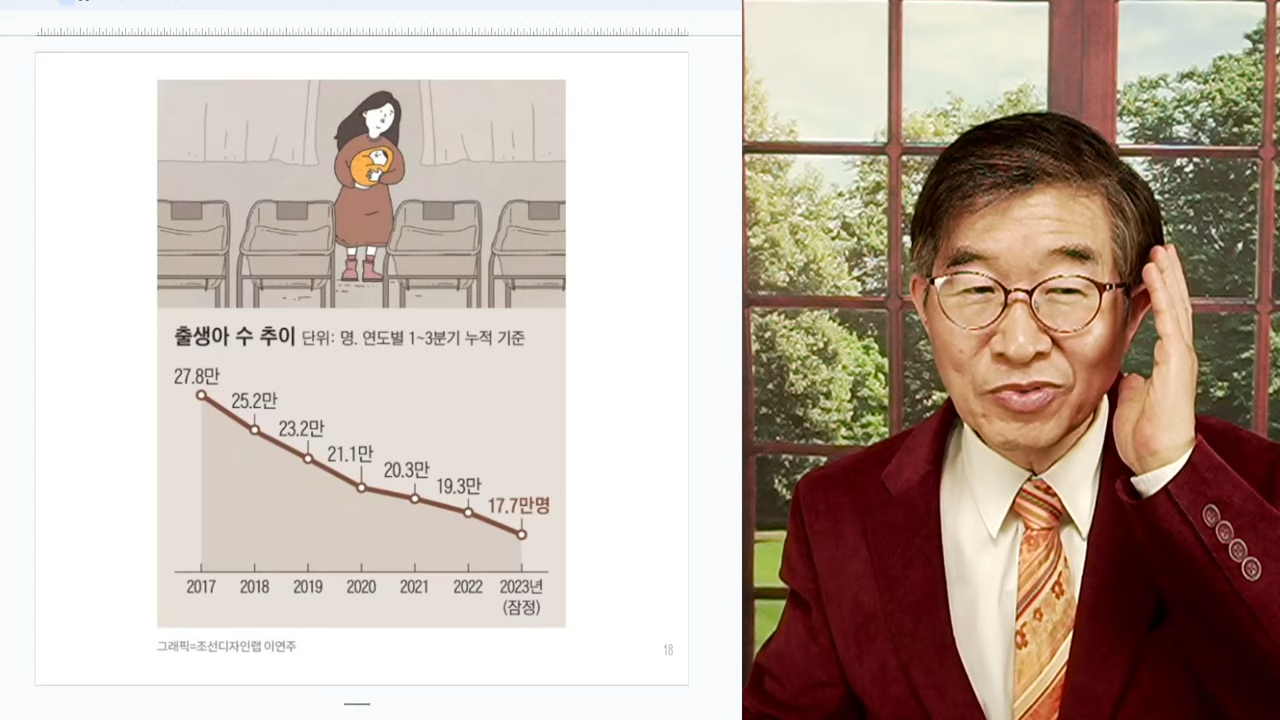 출생아 수 추이 단위: 명. 연도별 1~3분기 누적 기준
27.8만
25.2만
23.2만
21.1만
20.3만
19.3만
17.7만명
2017 2018 2019 2020 2021 2022 2023년
(잠정)
그래픽=조선디자인랩 이연주
18